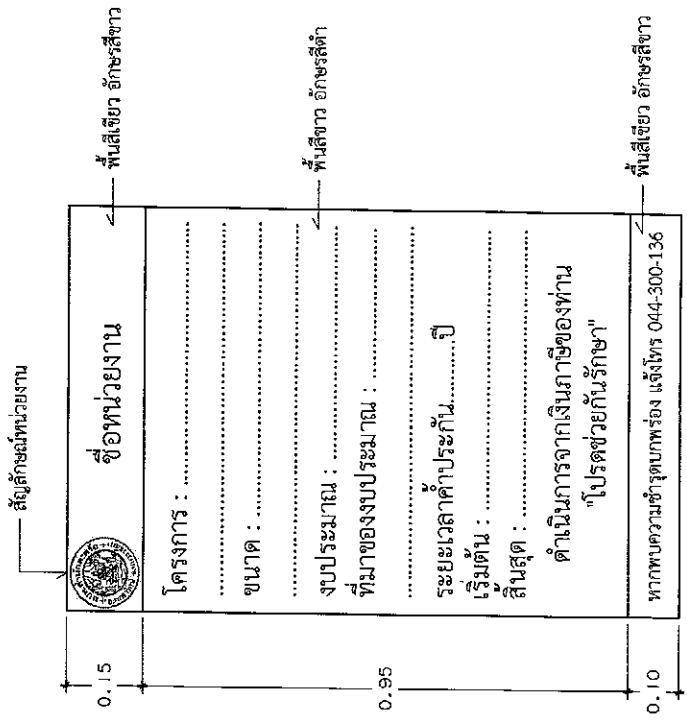 สัญลักษณ์หน่วยงาน
ชื่อหน่วยงาน
พื้นสีเขียว อักษรสีขาว
0.15
โครงการ : ........................................
........................................
ขนาด : ........................................
........................................
พื้นสีขาว อักษรสีดำ
0.95
งบประมาณ : ........................................
ที่มาของงบประมาณ : ..............................
........................................
ระยะเวลาค้ำประกัน..........ปี
เริ่มต้น : ........................................
สิ้นสุด : ........................................
ดำเนินการจากเงินภาษีของท่าน
"โปรดช่วยกันรักษา"
หากพบความชำรุดบกพร่อง แจ้งโทร 044-300-136
พื้นสีเขียว อักษรสีขาว
0.10